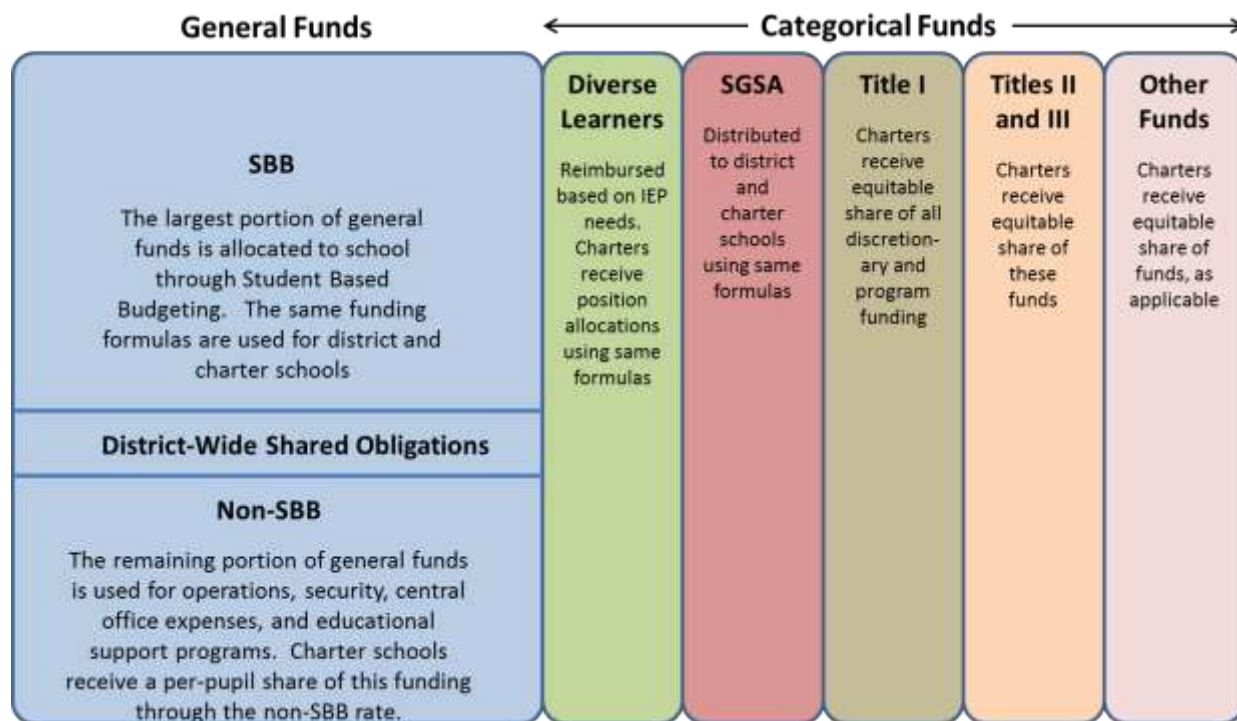 General Funds
Categorical Funds
SBB
The largest portion of general
funds is allocated to school
through Student Based
Budgeting.  The same funding
formulas are used for district and
charter schools
District-Wide Shared Obligations
Non-SBB
The remaining portion of general funds
is used for operations, security, central
office expenses, and educational
support programs.  Charter schools
receive a per-pupil share of this funding
through the non-SBB rate.
Diverse
Learners
Reimbursed
based on IEP
needs.
Charters
receive
position
allocations
using same
formulas
SGSA
Distributed
to district
and
charter
schools
using same
formulas
Title I
Charters
receive
equitable
share of all
discretion-
ary and
program
funding
Titles II
and III
Charters
receive
equitable
share of
these
funds
Other
Funds
Charters
receive
equitable
share of
funds, as
applicable